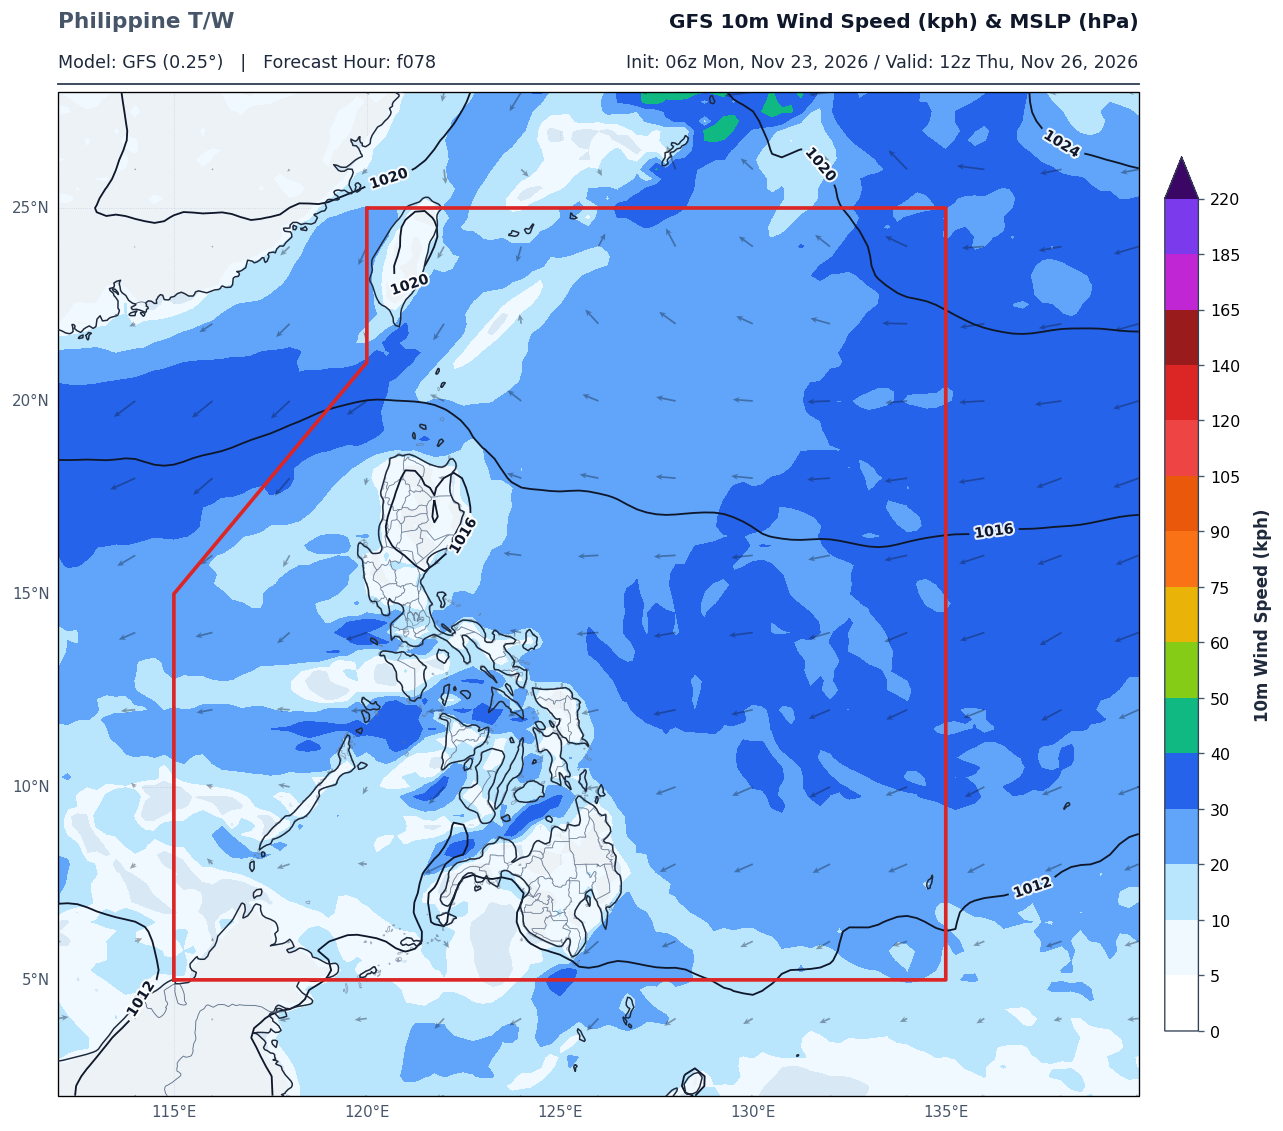 Philippine T/W
GFS 10m Wind Speed (kph) & MSLP (hPa)
Model: GFS (0.25°)   |   Forecast Hour: f078
Init: 06z Mon, Nov 23, 2026 / Valid: 12z Thu, Nov 26, 2026
1024
1020
1020
1020
1016
1016
1012
1012
25°N
20°N
15°N
10°N
5°N
115°E
120°E
125°E
130°E
135°E
220
185
165
140
120
105
90
75
60
50
40
30
20
10
5
0
10m Wind Speed (kph)